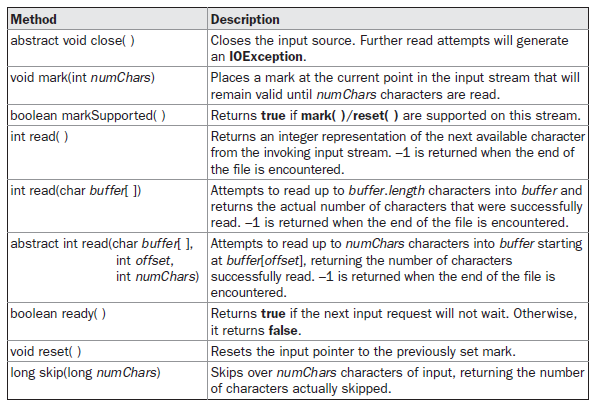 Method Description
abstract void close( ) Closes the input source. Further read attempts will generate
an IOException.
void mark(int numChars) Places a mark at the current point in the input stream that will
remain valid until numChars characters are read.
boolean markSupported( ) Returns true if mark( )/reset( ) are supported on this stream.
int read( ) Returns an integer representation of the next available character
from the invoking input stream. –1 is returned when the end of
the file is encountered.
int read(char buffer[ ]) Attempts to read up to buffer.length characters into buffer and
returns the actual number of characters that were successfully
read. –1 is returned when the end of the file is encountered.
abstract int read(char buffer[ ], Attempts to read up to numChars characters into buffer starting
int offset, at buffer[offset], returning the number of characters
int numChars) successfully read. –1 is returned when the end of the file is
encountered.
boolean ready( ) Returns true if the next input request will not wait. Otherwise,
it returns false.
void reset( ) Resets the input pointer to the previously set mark.
long skip(long numChars) Skips over numChars characters of input, returning the number
of characters actually skipped.